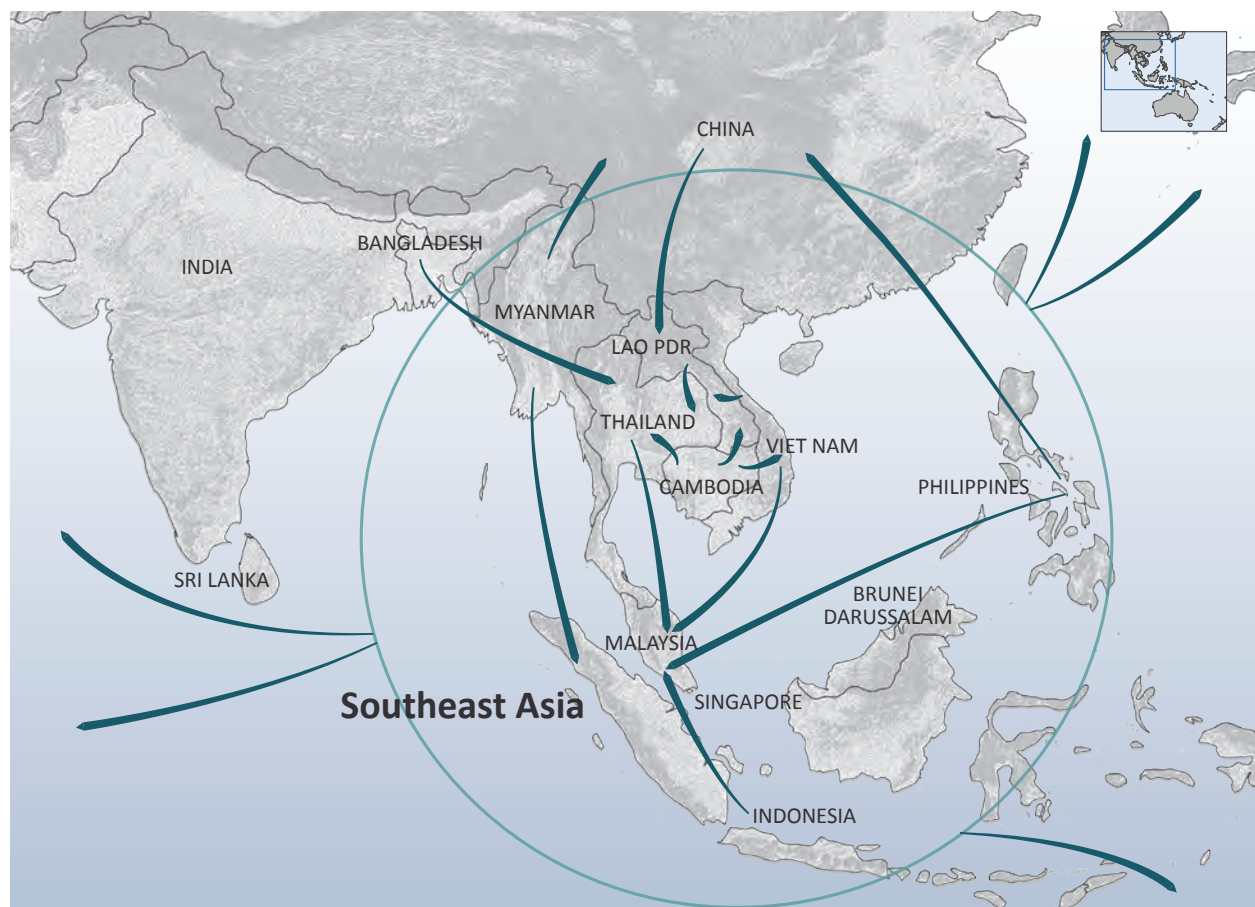 CHINA
BANGLADESH
INDIA
MYANMAR
LAO PDR
THAILAND
VIET NAM
CAMBODIA
PHILIPPINES
SRI LANKA
BRUNEI
DARUSSALAM
MALAYSIA
SINGAPORE
Southeast Asia
INDONESIA